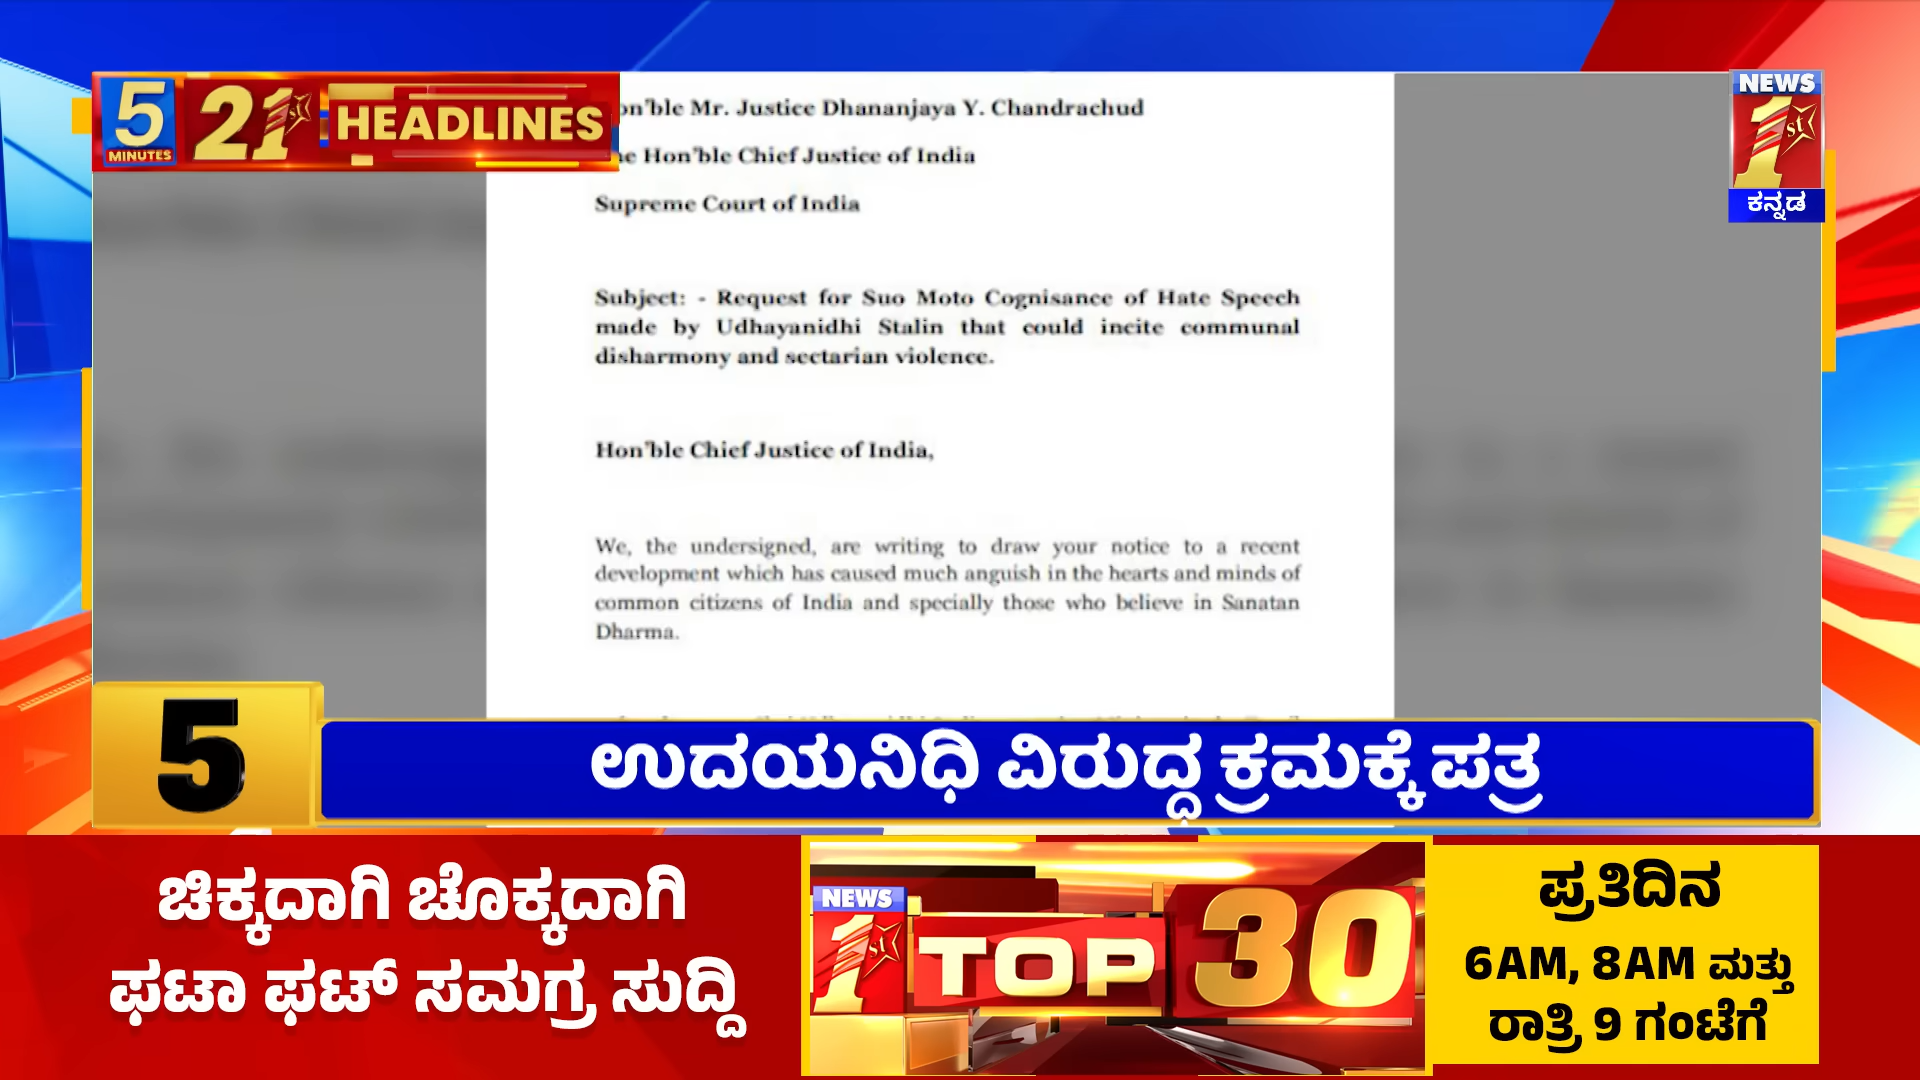 5
MINUTES
21st
HEADLINES
on'ble Mr. Justice Dhananjaya Y. Chandrachud
Hon'ble Chief Justice of India
Supreme Court of India
Subject: - Request for Suo Moto Cognisance of Hate Speech
made by Udhayanidhi Stalin that could incite communal
disharmony and sectarian violence.
Hon'ble Chief Justice of India,
We, the undersigned, are writing to draw your notice to a recent
development which has caused much anguish in the hearts and minds of
common citizens of India and specially those who believe in Sanatan
Dharma.
NEWS
1st
ಕನ್ನಡ
5
ಉದಯನಿಧಿ ವಿರುದ್ಧ ಕ್ರಮಕ್ಕೆ ಪತ್ರ
ಚಿಕ್ಕದಾಗಿ ಚೊಕ್ಕದಾಗಿ
ಫಟಾ ಫಟ್ ಸಮಗ್ರ ಸುದ್ದಿ
NEWS
1st
TOP 30
ಪ್ರತಿದಿನ
6AM, 8AM ಮತ್ತು
ರಾತ್ರಿ 9 ಗಂಟೆಗೆ